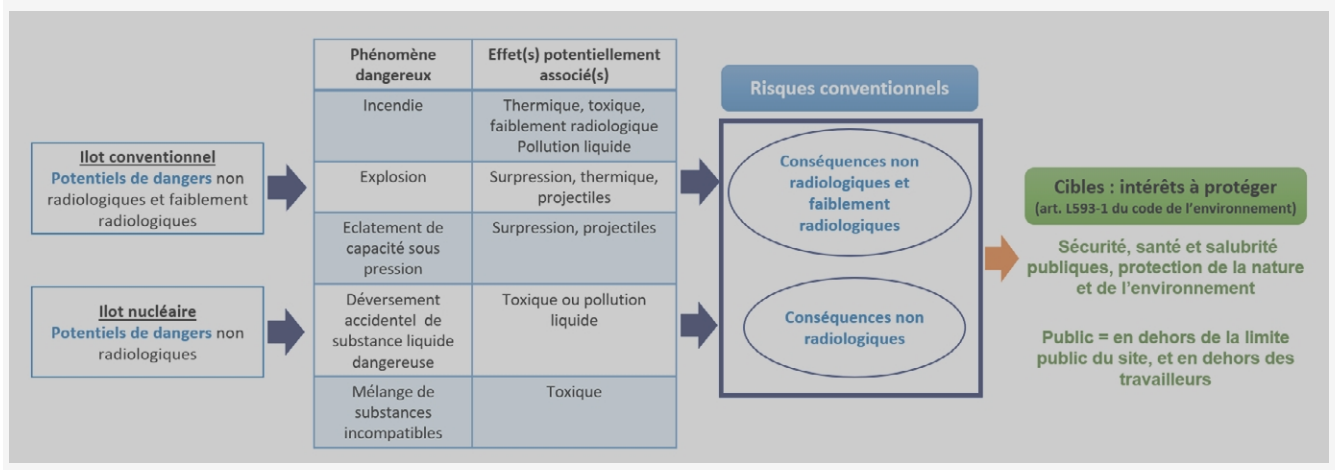 Ilot conventionnel
Potentiels de dangers non
radiologiques et faiblement
radiologiques
Ilot nucléaire
Potentiels de dangers non
radiologiques
Phénomène
dangereux
Effet(s) potentiellement
associé(s)
Incendie
Thermique, toxique,
faiblement radiologique
Pollution liquide
Explosion
Surpression, thermique,
projectiles
Eclatement de
capacité sous
pression
Surpression, projectiles
Déversement
accidentel de
substance liquide
dangereuse
Toxique ou pollution
liquide
Mélange de
substances
incompatibles
Toxique
Risques conventionnels
Conséquences non
radiologiques et
faiblement
radiologiques
Conséquences non
radiologiques
Cibles : intérêts à protéger
(art. L593-1 du code de l'environnement)
Sécurité, santé et salubrité
publiques, protection de la nature
et de l'environnement
Public = en dehors de la limite
public du site, et en dehors des
travailleurs